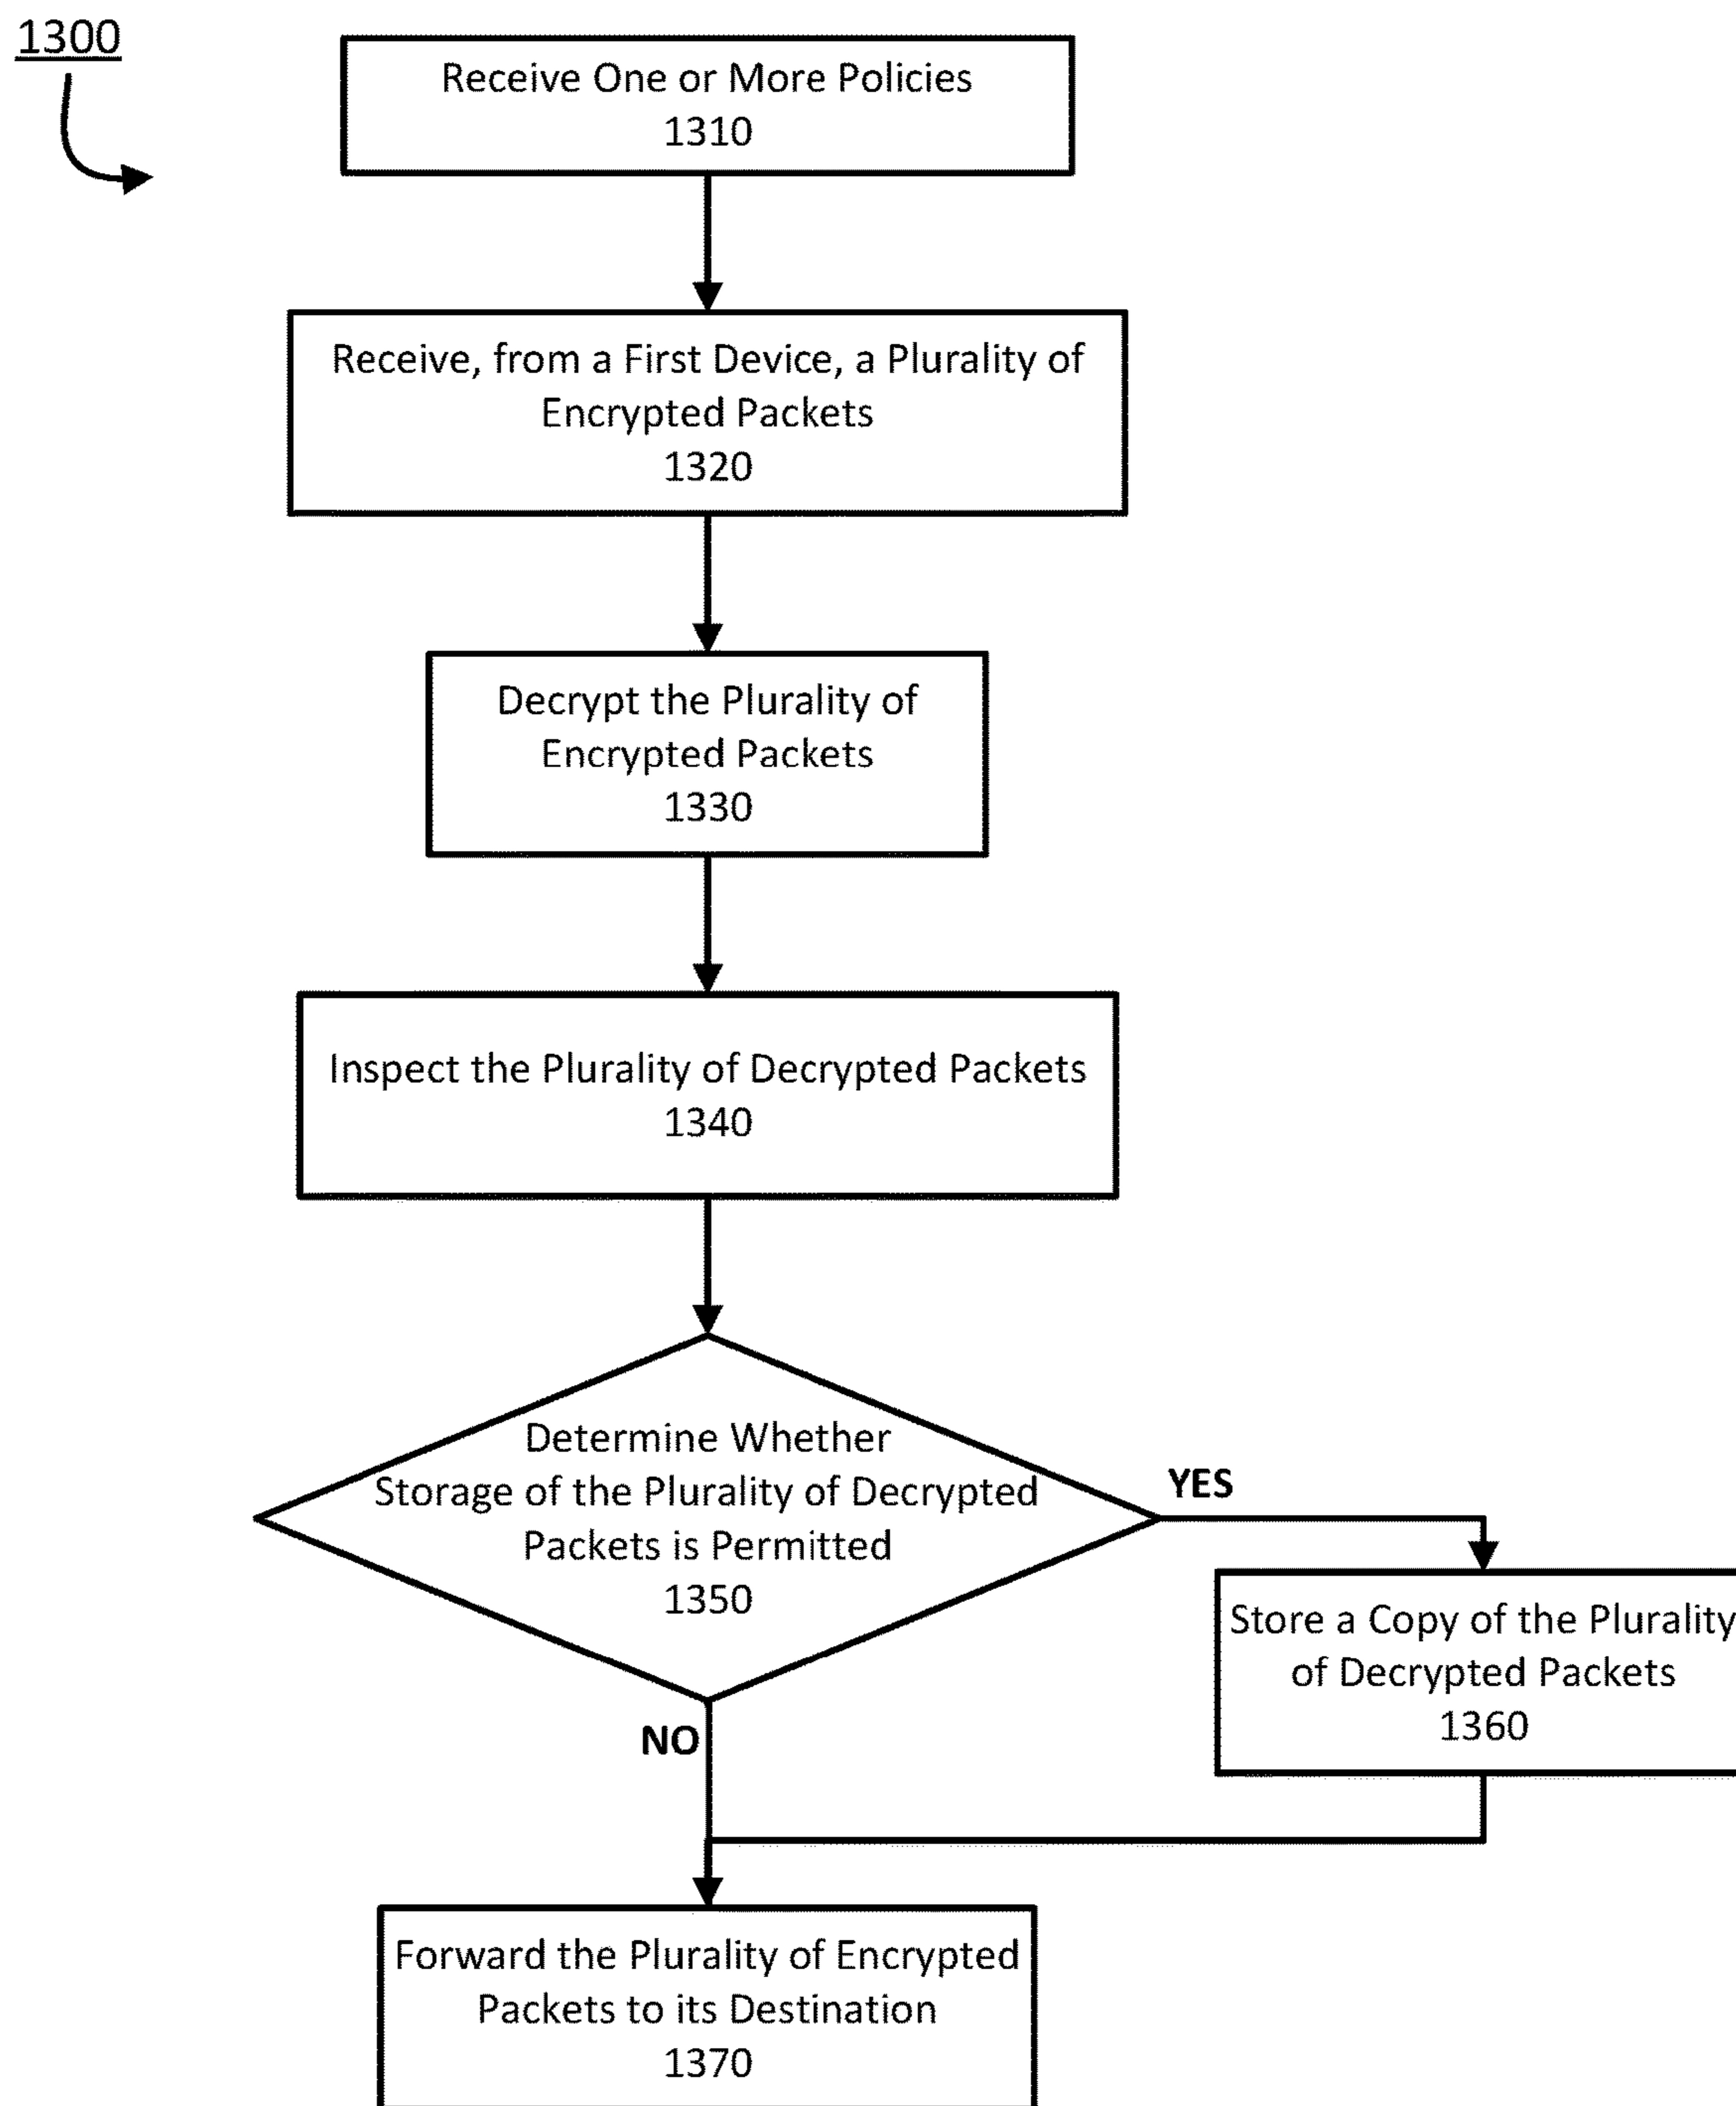 1300
Receive One or More Policies
1310
Receive, from a First Device, a Plurality of
Encrypted Packets
1320
Decrypt the Plurality of
Encrypted Packets
1330
Inspect the Plurality of Decrypted Packets
1340
Determine Whether
Storage of the Plurality of Decrypted
Packets is Permitted
1350
YES
Store a Copy of the Plurality
of Decrypted Packets
1360
NO
Forward the Plurality of Encrypted
Packets to its Destination
1370